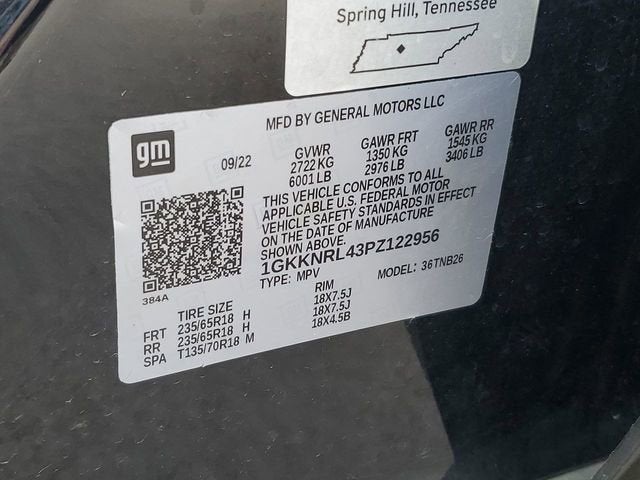 Spring Hill, Tennessee
MFD BY GENERAL MOTORS LLC
gm
09/22
GVWR GAWR FRT GAWR RR
2722 KG 1350 KG 1545 KG
6001 LB 2976 LB 3406 LB
THIS VEHICLE CONFORMS TO ALL
APPLICABLE U.S. FEDERAL MOTOR
VEHICLE SAFETY STANDARDS IN EFFECT
ON THE DATE OF MANUFACTURE
SHOWN ABOVE.
1GKKNRL43PZ122956
TYPE: MPV MODEL: 36TNB26
384A
TIRE SIZE RIM
FRT 235/65R18 H 18X7.5J
RR 235/65R18 H 18X7.5J
SPA T135/70R18 M 18X4.5B